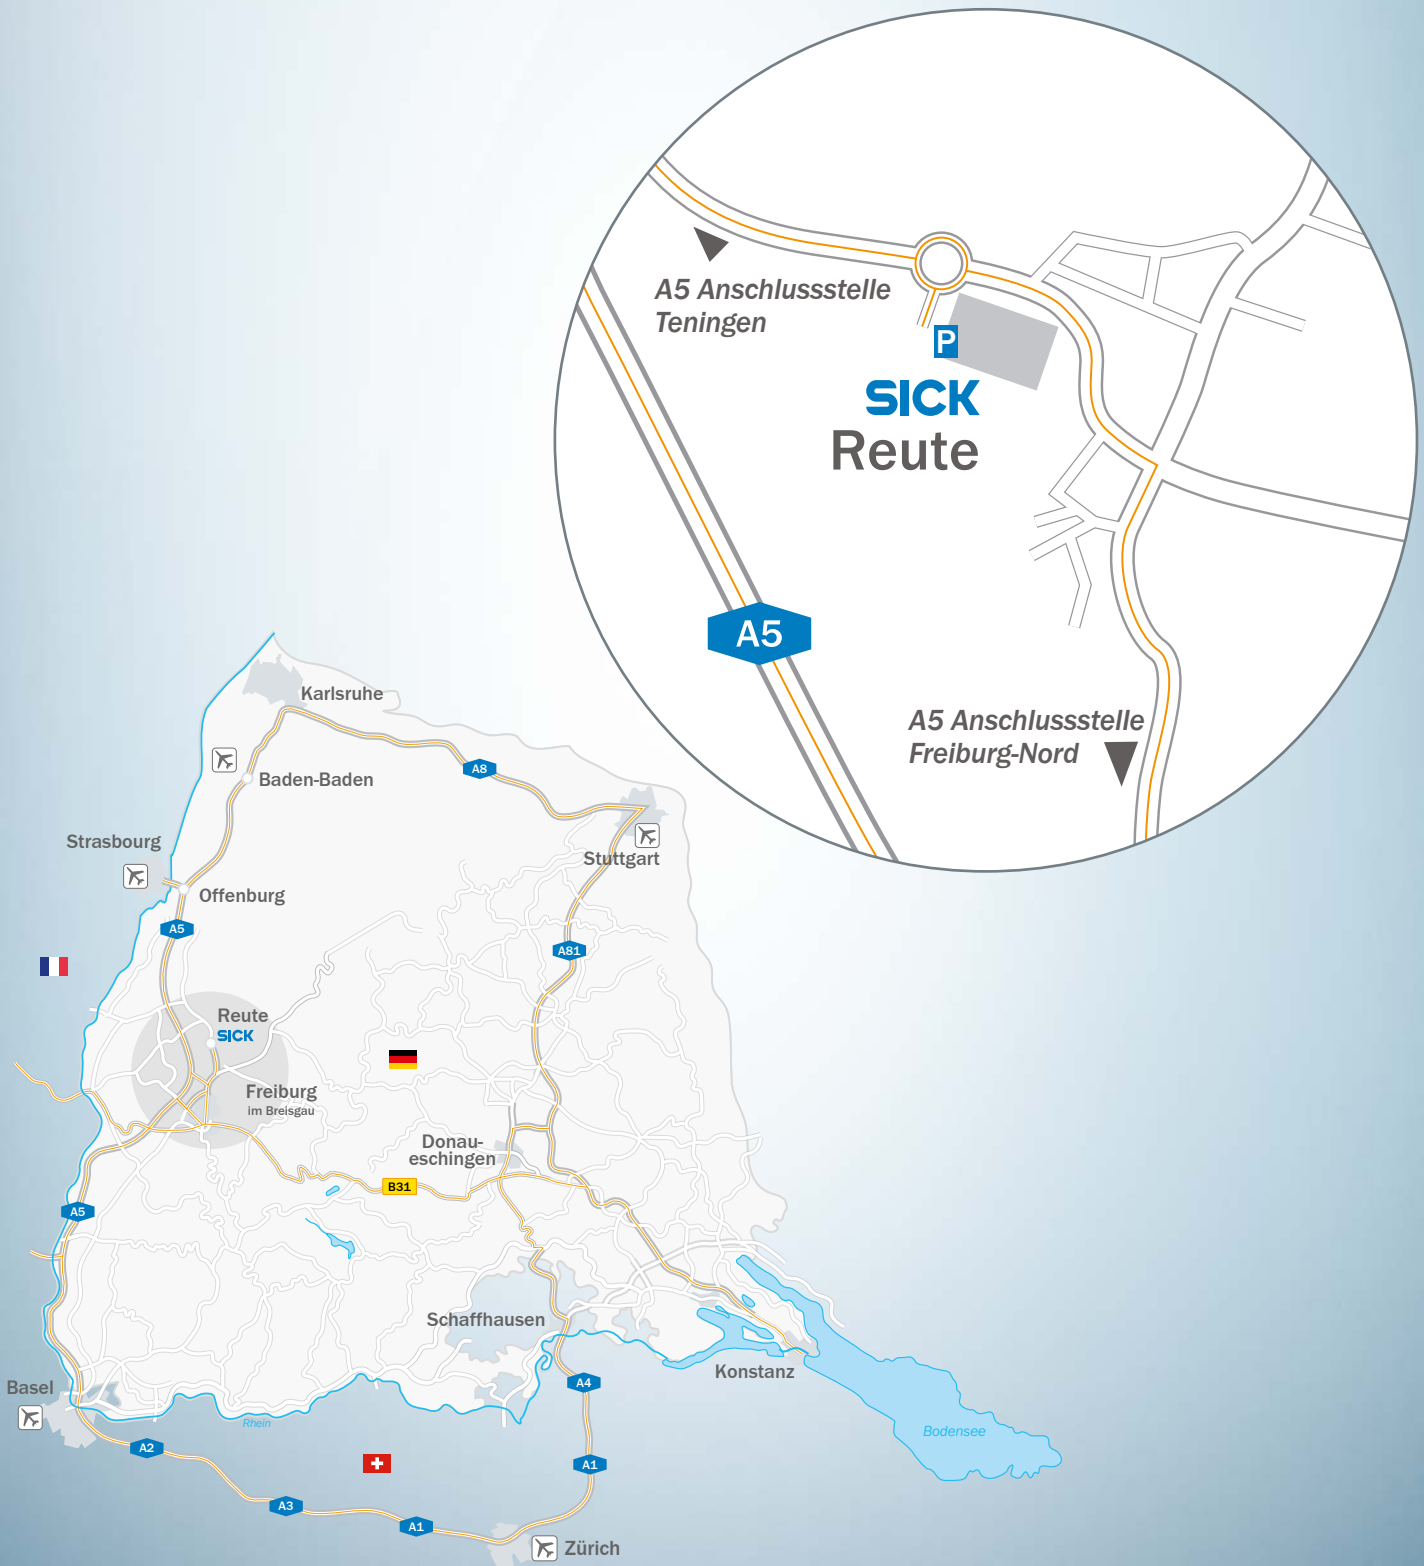 A5 Anschlussstelle
Teningen
P
SICK
Reute
A5
A5 Anschlussstelle
Freiburg-Nord
Karlsruhe
A8
Baden-Baden
Strasbourg
Stuttgart
Offenburg
A5
A81
Reute
SICK
Freiburg
im Breisgau
Donau-
eschingen
B31
A5
Schaffhausen
Konstanz
Basel
A4
Rhein
Bodensee
A2
A1
A3
A1
Zürich